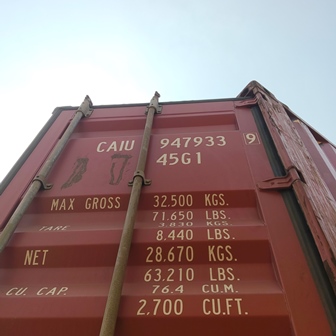 CAIU 947933 9
45G1
MAX GROSS 32.500 KGS.
71.650 LBS.
TARE 3.830 KGS.
8.440 LBS.
NET 28.670 KGS.
63.210 LBS.
CU. CAP. 76.4 CU.M.
2,700 CU.FT.